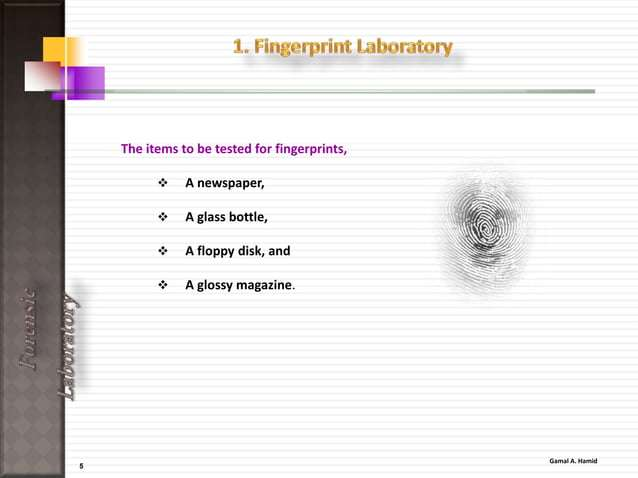 1. Fingerprint Laboratory
The items to be tested for fingerprints,
❖ A newspaper,
❖ A glass bottle,
❖ A floppy disk, and
❖ A glossy magazine.
Forensic
Laboratory
5
Gamal A. Hamid